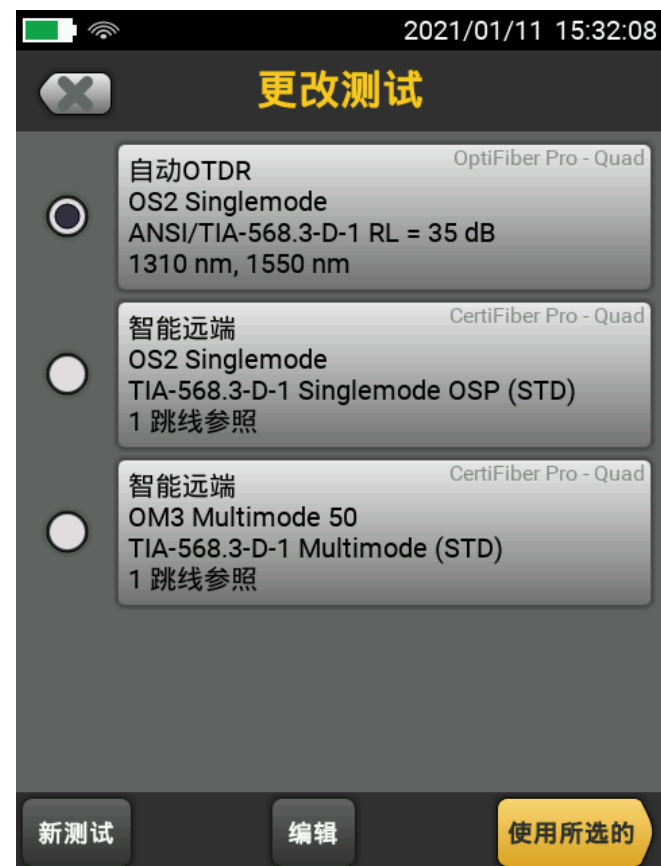 2021/01/11 15:32:08
更改测试
OptiFiber Pro - Quad
自动OTDR
OS2 Singlemode
ANSI/TIA-568.3-D-1 RL = 35 dB
1310 nm, 1550 nm
CertiFiber Pro - Quad
智能远端
OS2 Singlemode
TIA-568.3-D-1 Singlemode OSP (STD)
1 跳线参照
CertiFiber Pro - Quad
智能远端
OM3 Multimode 50
TIA-568.3-D-1 Multimode (STD)
1 跳线参照
新测试
编辑
使用所选的